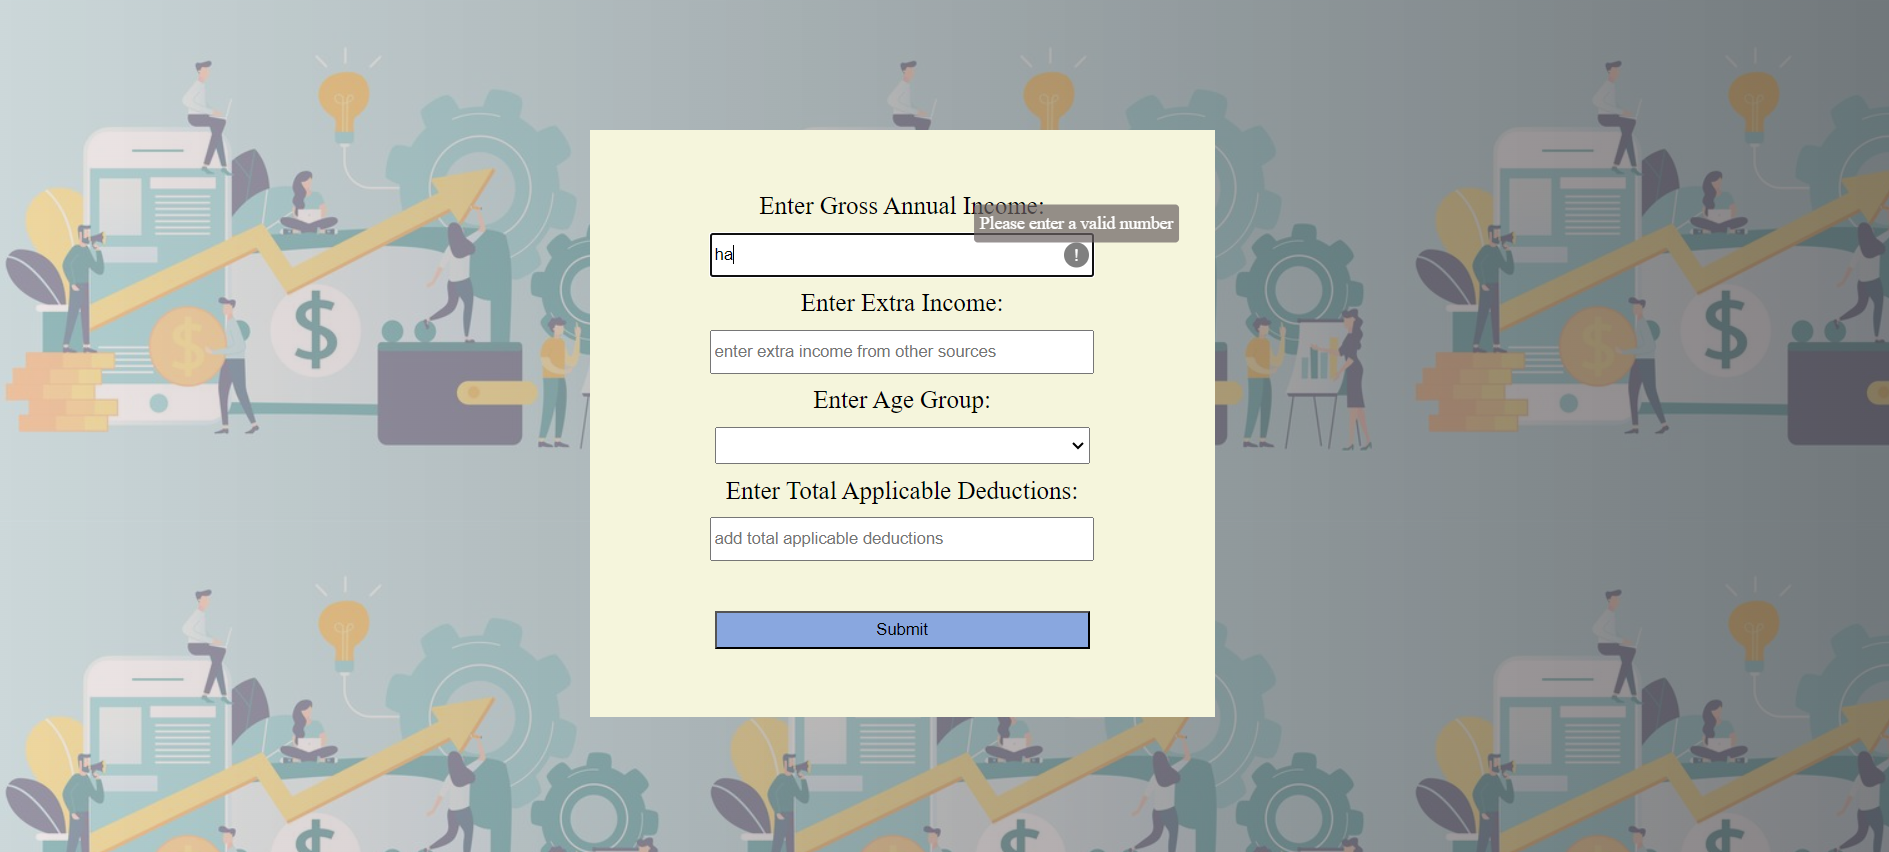 Enter Gross Annual Income:
Please enter a valid number
ha
!
Enter Extra Income:
enter extra income from other sources
Enter Age Group:
Enter Total Applicable Deductions:
add total applicable deductions
Submit